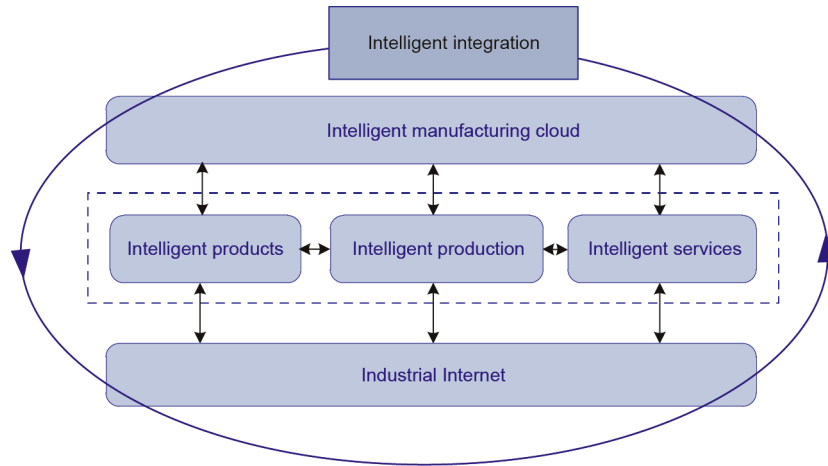 Intelligent integration
Intelligent manufacturing cloud
Intelligent products
Intelligent production
Intelligent services
Industrial Internet